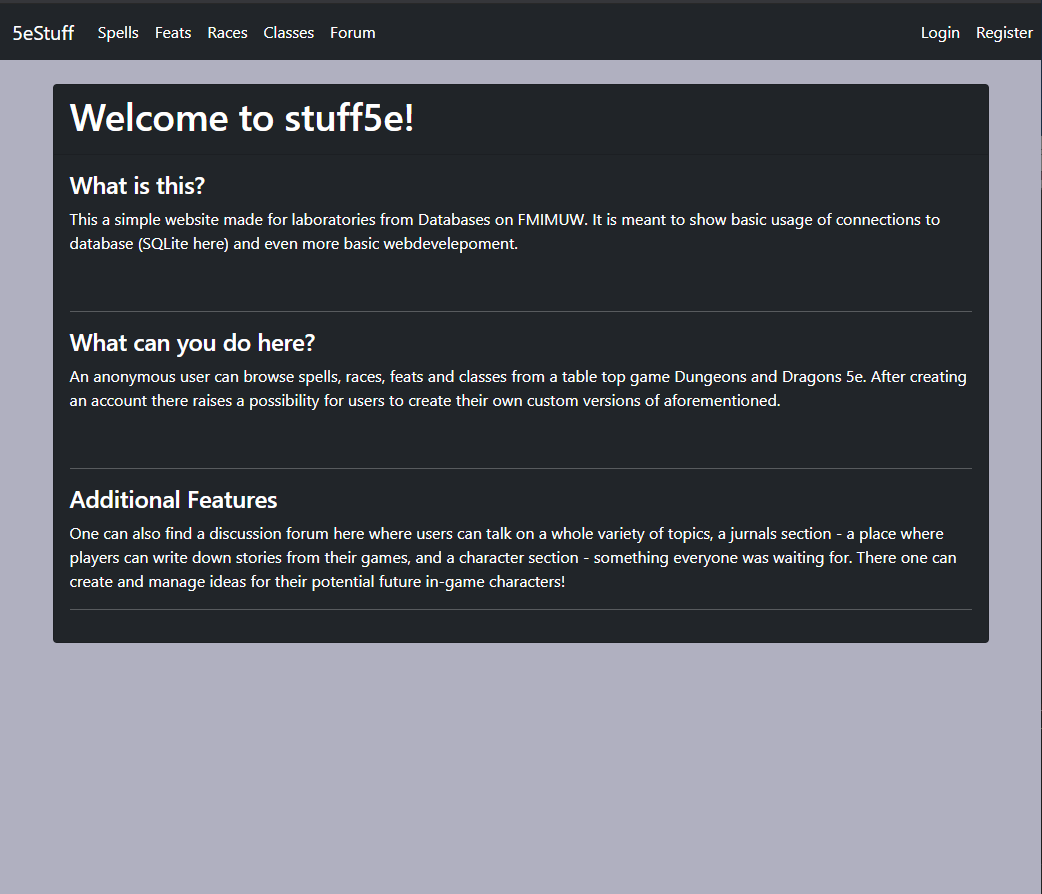 5eStuff Spells Feats Races Classes Forum Login Register
Welcome to stuff5e!
What is this?
This a simple website made for laboratories from Databases on FMIMUW. It is meant to show basic usage of connections to
database (SQLite here) and even more basic webdevelepoment.
What can you do here?
An anonymous user can browse spells, races, feats and classes from a table top game Dungeons and Dragons 5e. After creating
an account there raises a possibility for users to create their own custom versions of aforementioned.
Additional Features
One can also find a discussion forum here where users can talk on a whole variety of topics, a jurnals section - a place where
players can write down stories from their games, and a character section - something everyone was waiting for. There one can
create and manage ideas for their potential future in-game characters!